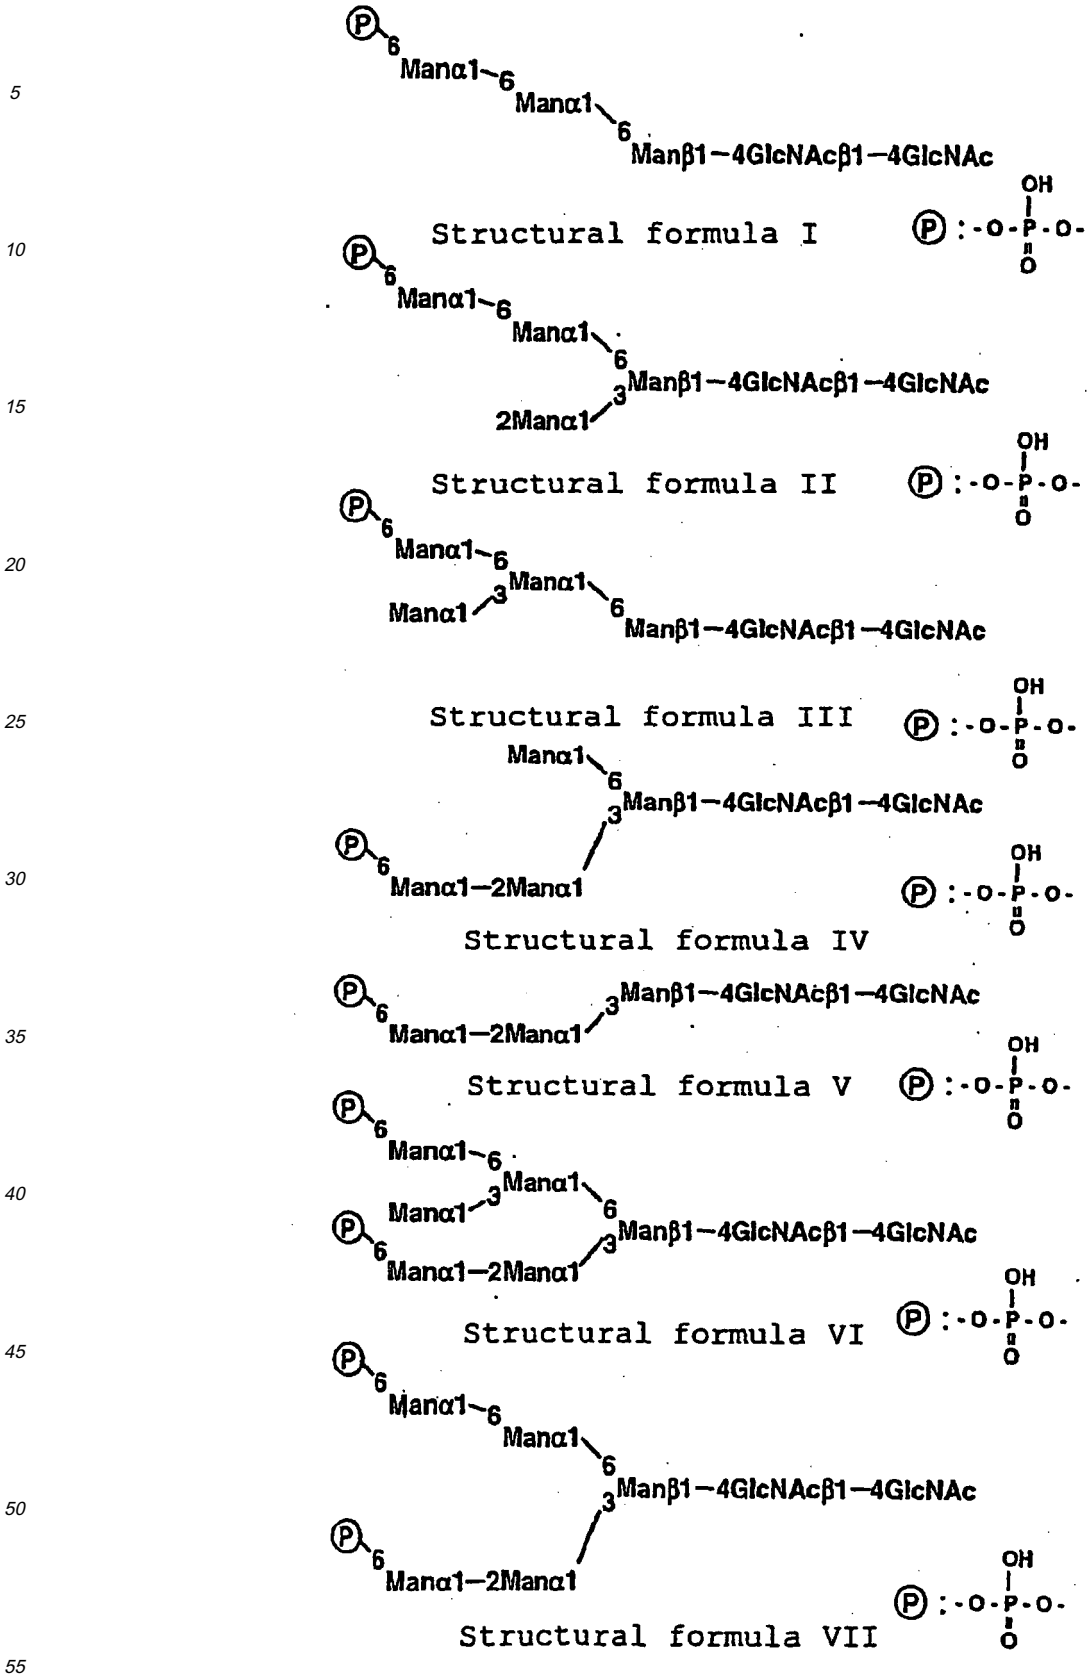 P
6
Manα1-6
5
Manα1
6
Manβ1-4GlcNAcβ1-4GlcNAc
OH
Structural formula I
P :-O-P-O-
O
10
P
6
Manα1-6
Manα1
6
Manβ1-4GlcNAcβ1-4GlcNAc
3
15
2Manα1
OH
Structural formula II
P :-O-P-O-
O
P
6
Manα1-6
20
Manα1
3
Manα1
6
Manβ1-4GlcNAcβ1-4GlcNAc
OH
25
Structural formula III
P :-O-P-O-
O
Manα1
6
Manβ1-4GlcNAcβ1-4GlcNAc
3
P
6
30
Manα1-2Manα1
OH
P :-O-P-O-
O
Structural formula IV
P
6
3Manβ1-4GlcNAcβ1-4GlcNAc
35
Manα1-2Manα1
OH
Structural formula V
P :-O-P-O-
O
P
6
Manα1-6
40
Manα1
3
Manα1
6
P
6
Manβ1-4GlcNAcβ1-4GlcNAc
3
Manα1-2Manα1
OH
Structural formula VI
P :-O-P-O-
O
45
P
6
Manα1-6
Manα1
6
Manβ1-4GlcNAcβ1-4GlcNAc
3
50
P
6
Manα1-2Manα1
OH
P :-O-P-O-
O
Structural formula VII
55